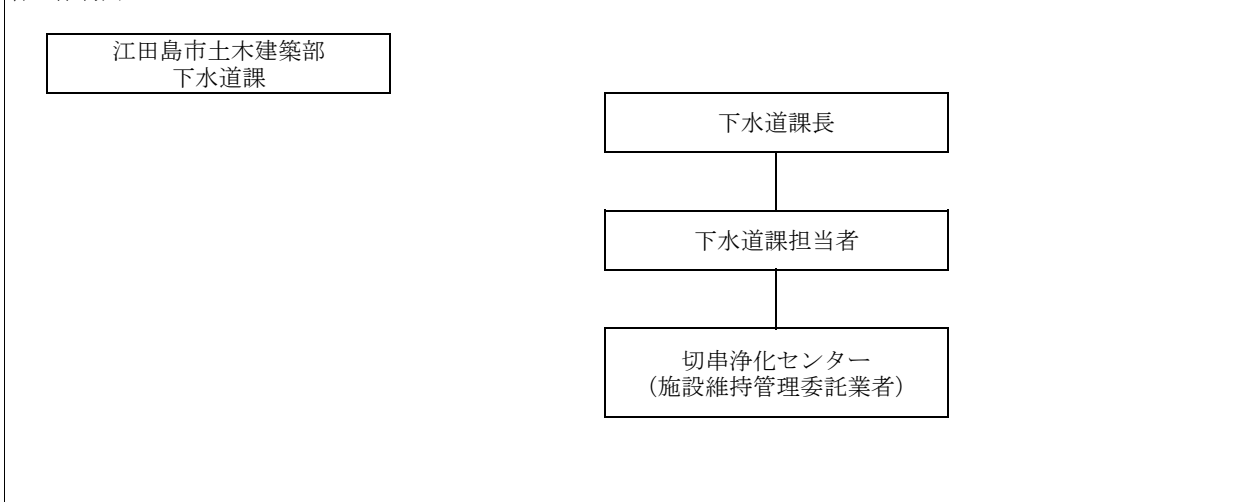 江田島市土木建築部
下水道課
下水道課長
下水道課担当者
切串浄化センター
（施設維持管理委託業者）